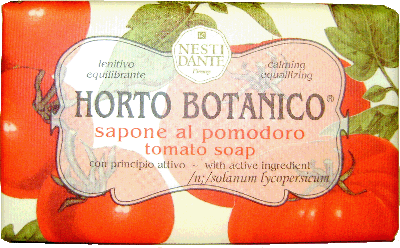 NESTI
DANTE
Firenze
lenitivo
equilibrante
calming
equalizing
HORTO BOTANICO®
sapone al pomodoro
tomato soap
con principio attivo - with active ingredient
/n;/solanum lycopersicum